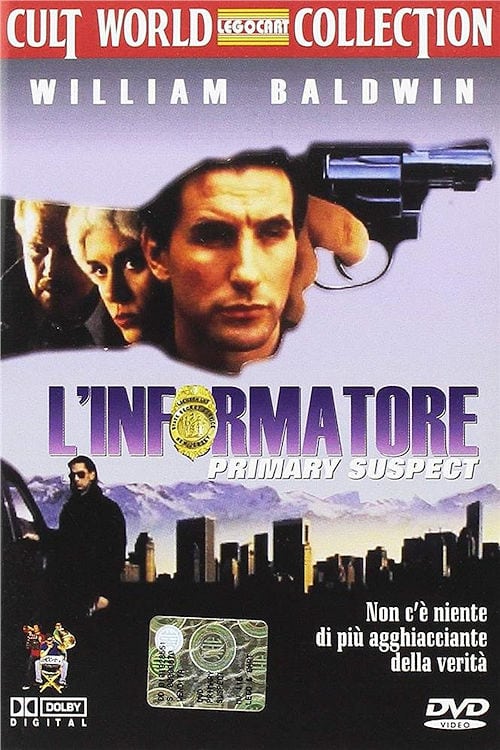 CULT WORLD LEGOCART COLLECTION
WILLIAM BALDWIN
L'INFORMATORE
PRIMARY SUSPECT
Non c'è niente
di più agghiacciante
della verità
DOLBY
DIGITAL
DVD
VIDEO